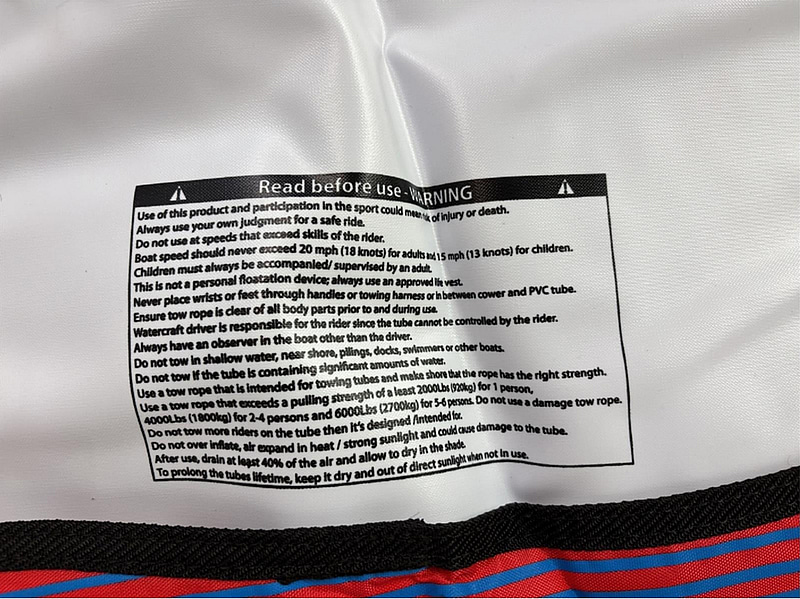 Read before use - WARNING
Use of this product and participation in the sport could mean risk of injury or death.
Always use your own judgment for a safe ride.
Do not use at speeds that exceed skills of the rider.
Boat speed should never exceed 20 mph (18 knots) for adults and 15 mph (13 knots) for children.
Children must always be accompanied/ supervised by an adult.
This is not a personal floatation device; always use an approved life vest.
Never place wrists or feet through handles or towing harness or in between cower and PVC tube.
Ensure tow rope is clear of all body parts prior to and during use.
Watercraft driver is responsible for the rider since the tube cannot be controlled by the rider.
Always have an observer in the boat other than the driver.
Do not tow in shallow water, near shore, pilings, docks, swimmers or other boats.
Do not tow if the tube is containing significant amounts of water.
Use a tow rope that is intended for towing tubes and make shore that the rope has the right strength.
Use a tow rope that exceeds a pulling strength of a least 2000Lbs (920kg) for 1 person,
4000Lbs (1800kg) for 2-4 persons and 6000Lbs (2700kg) for 5-6 persons. Do not use a damage tow rope.
Do not tow more riders on the tube then it's designed /intended for.
Do not over inflate, air expand in heat / strong sunlight and could cause damage to the tube.
After use, drain at least 40% of the air and allow to dry in the shade.
To prolong the tubes lifetime, keep it dry and out of direct sunlight when not in use.